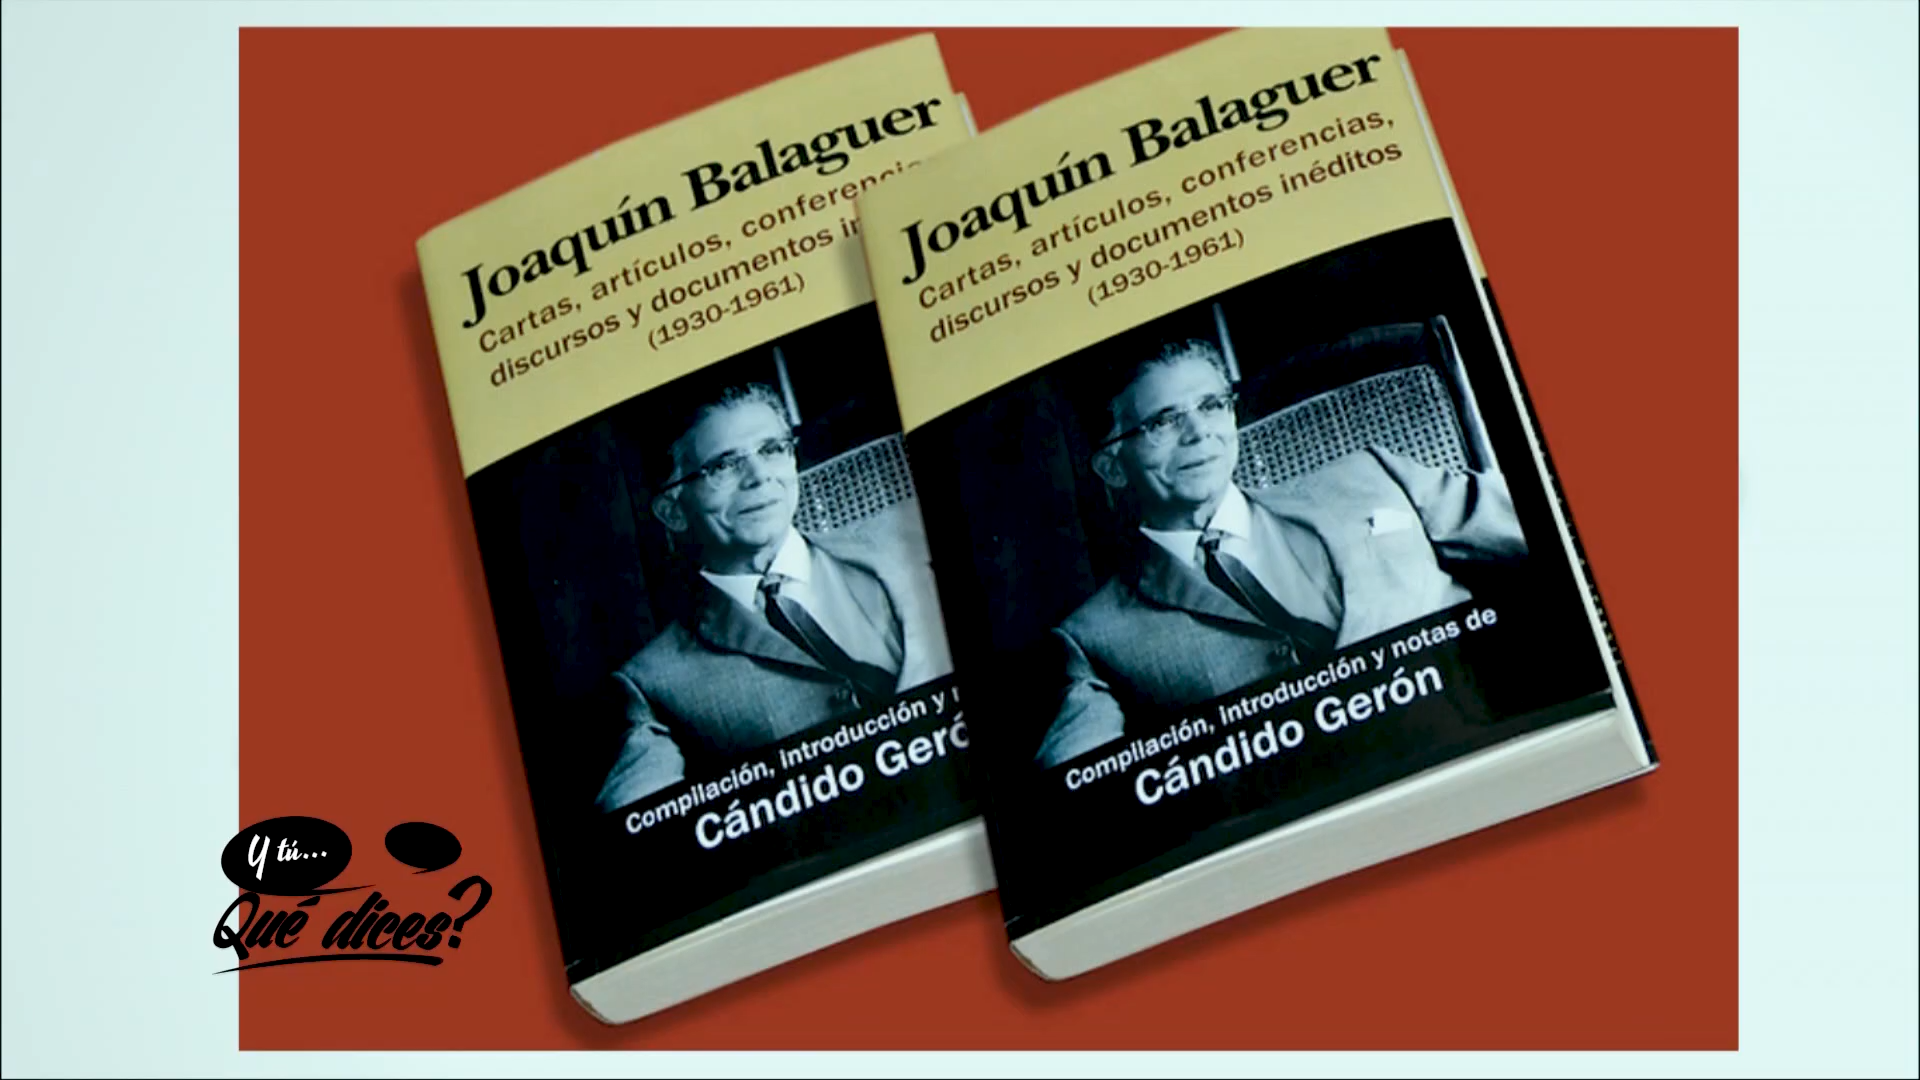 Joaquín Balaguer
Cartas, artículos, conferencias,
discursos y documentos
(1930-1961)
Compilación, introducción y
Cándido
Joaquín Balaguer
Cartas, artículos, conferencias,
discursos y documentos inéditos
(1930-1961)
Compilación, introducción y notas de
Cándido Gerón
Y tú...
Qué dices?